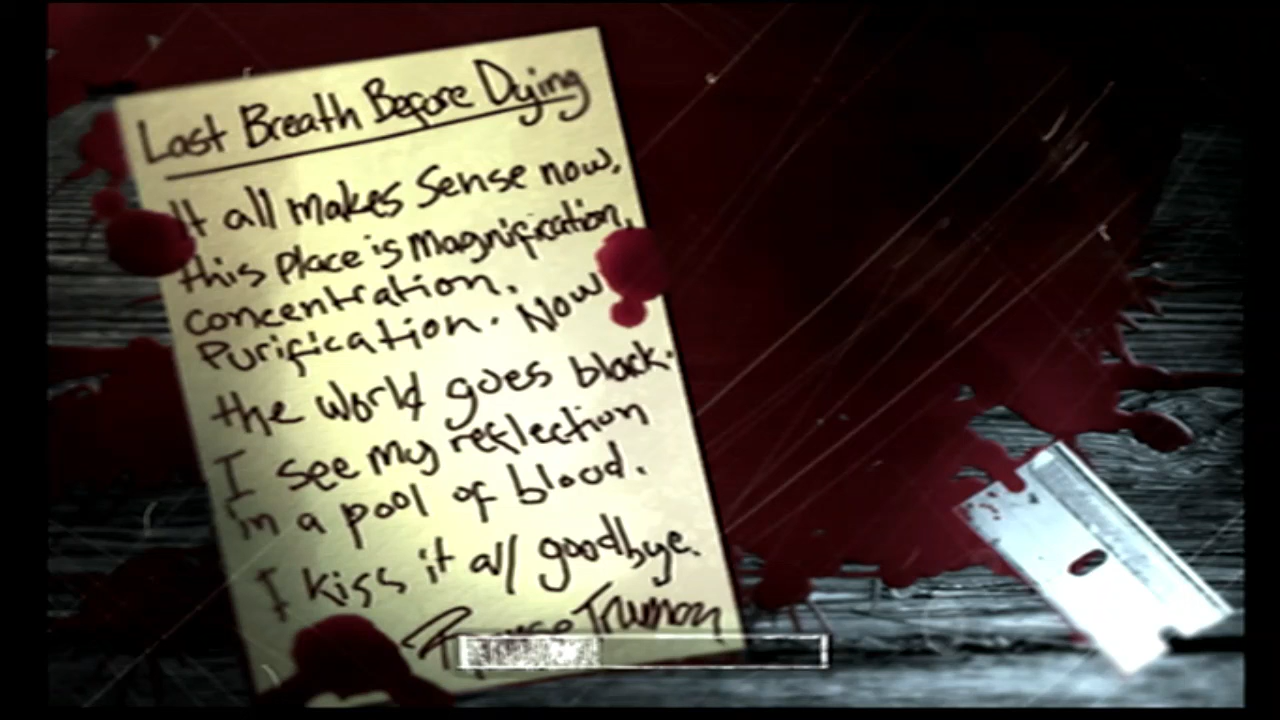 Last Breath Before Dying
It all makes Sense now,
this place is Magnification,
concentration.
Purification. Now
the world goes black.
I see my reflection
in a pool of blood.
I kiss it all goodbye.
Truman